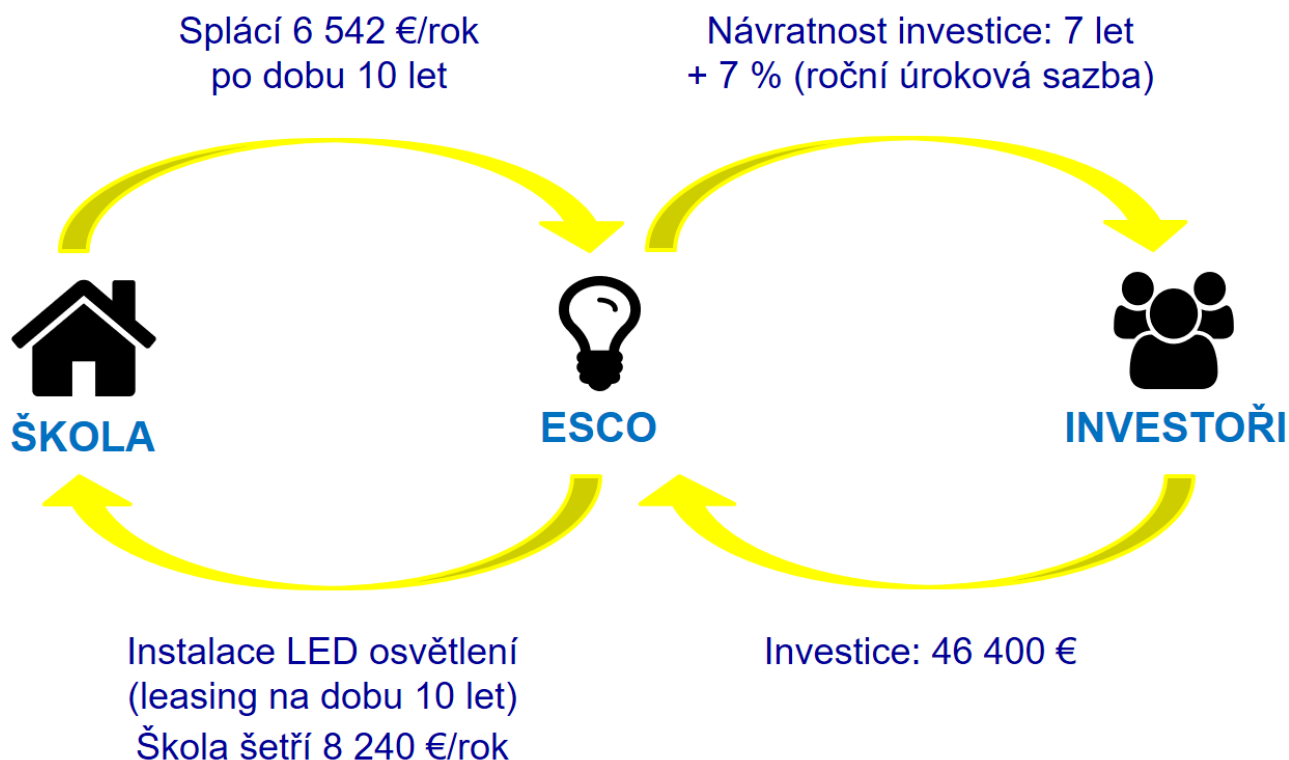 Splácí 6 542 €/rok
po dobu 10 let
Návratnost investice: 7 let
+ 7 % (roční úroková sazba)
ŠKOLA
ESCO
INVESTOŘI
Instalace LED osvětlení
(leasing na dobu 10 let)
Škola šetří 8 240 €/rok
Investice: 46 400 €